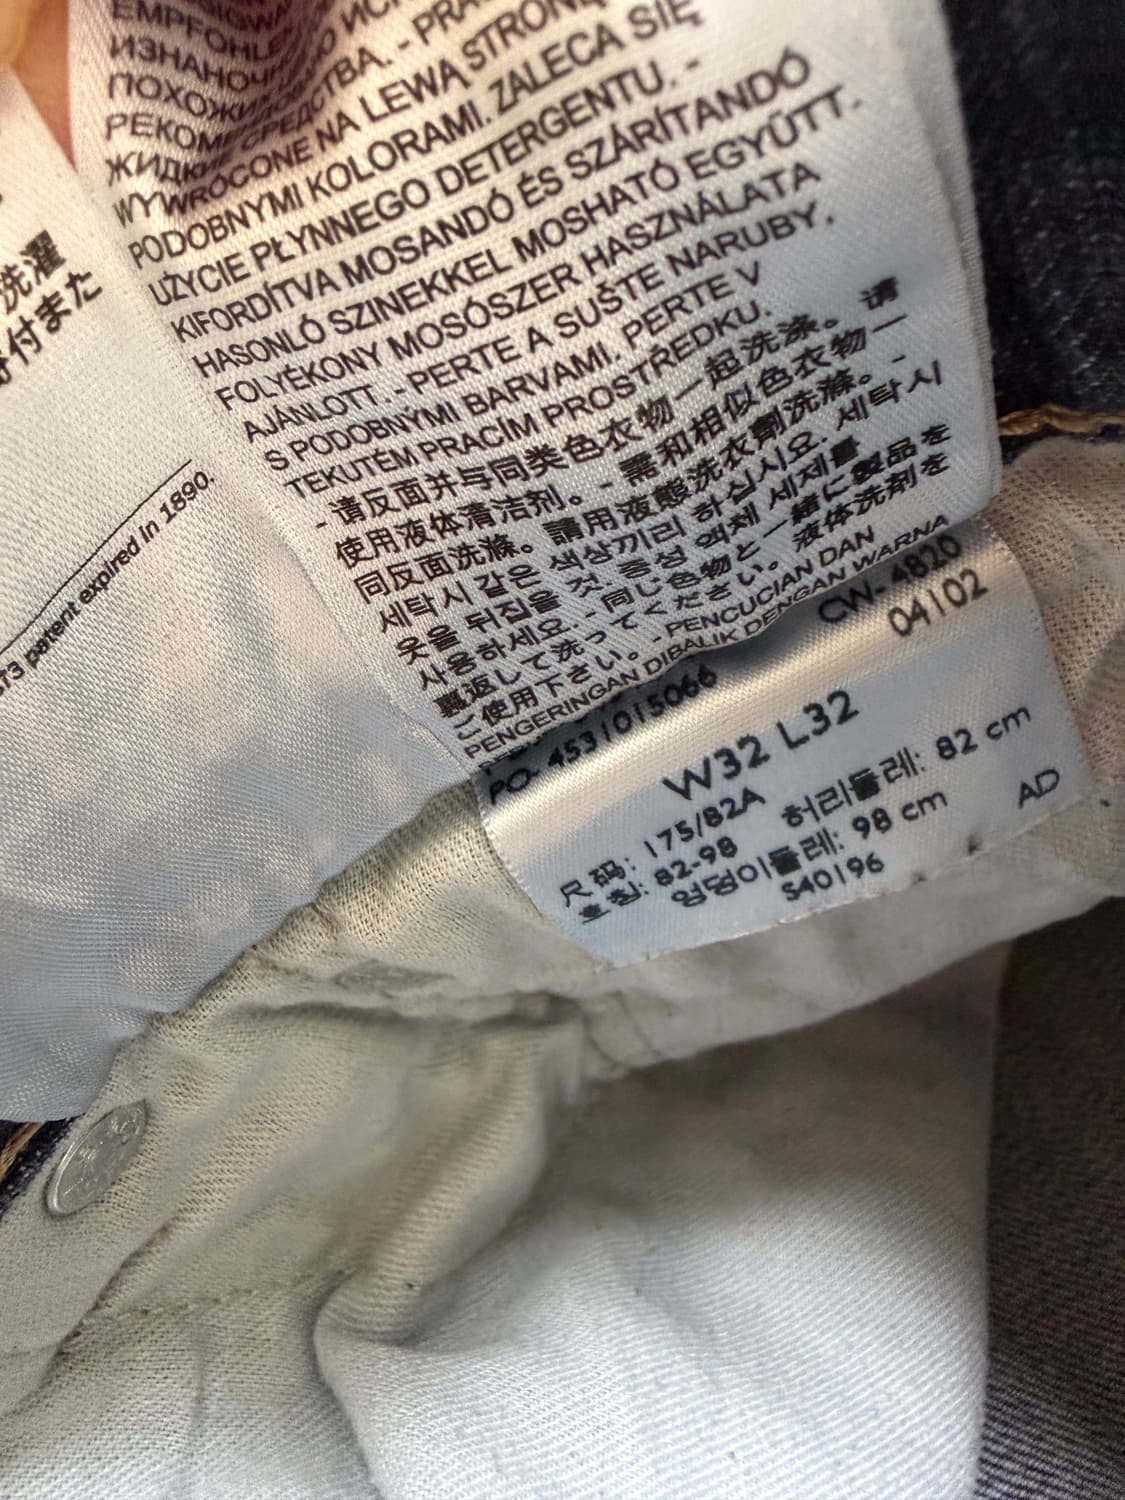 EMPFOHLEN
ИЗНАНОЧ
ПОХОЖИ
РЕКОМ СРЕДСТВА. - PRA
ЖИДКИ
WYWRÓCONE NA LEWĄ STRONĘ
PODOBNYMI KOLORAMI. ZALECA SIĘ
UŻYCIE PŁYNNEGO DETERGENTU. -
KIFORDÍTVA MOSANDÓ ÉS SZÁRÍTANDÓ
HASONLÓ SZINEKKEL MOSHATÓ EGYÜTT.
FOLYÉKONY MOSÓSZER HASZNÁLATA
AJÁNLOTT. - PERTE A SUŠTE NARUBY.
S PODOBNÝMI BARVAMI. PERTE V
TEKUTÉM PRACÍM PROSTŘEDKU.
- 请反面并与同类色衣物一起洗涤。请
使用液体清洁剂。- 需和相似色衣物一
同反面洗滌。請用液態洗衣劑洗滌。 -
세탁시 같은 색상끼리 하십시요. 세탁시
옷을 뒤집을 것. 중성 액체 세제를
사용하세요. - 同じ色物と一緒に製品を
裏返して洗ってください。 液体洗剤を
ご使用下さい。 - PENCUCIAN DAN
PENGERINGAN DIBALIK DENGAN WARNA
洗濯
付また
ST3 patent expired in 1890.
CW- 4820
04102
PO- 4531015066
W32 L32
尺码: 175/82A 허리둘레: 82 cm
호칭: 82-98 엉덩이둘레: 98 cm
S40196
AD